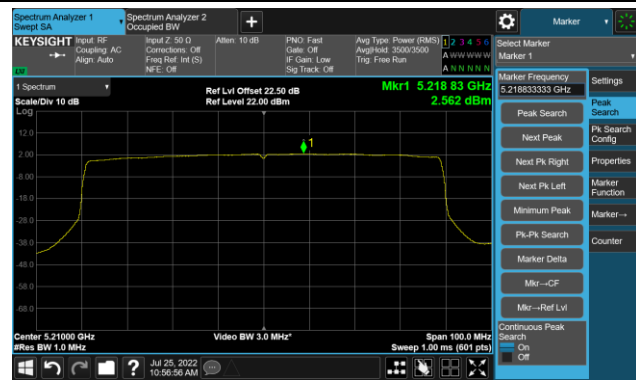 Spectrum Analyzer 1
Swept SA
Spectrum Analyzer 2
Occupied BW
+
Marker
KEYSIGHT
Input: RF
Coupling: AC
Align: Auto
Input Z: 50 Ω
Corrections: Off
Freq Ref: Int (S)
NFE: Off
Atten: 10 dB
PNO: Fast
Gate: Off
IF Gain: Low
Sig Track: Off
Avg Type: Power (RMS)
Avg|Hold: 3500/3500
Trig: Free Run
1 2 3 4 5 6
A W W W W W
A N N N N N
LW
Select Marker
Marker 1
1 Spectrum
Scale/Div 10 dB
Log
Ref Lvl Offset 22.50 dB
Ref Level 22.00 dBm
Mkr1 5.218 83 GHz
2.562 dBm
12.0
2.00
-8.00
-18.0
-28.0
-38.0
-48.0
-58.0
-68.0
1
Center 5.21000 GHz
#Res BW 1.0 MHz
Video BW 3.0 MHz*
Span 100.0 MHz
Sweep 1.00 ms (601 pts)
Marker Frequency
5.218833333 GHz
Peak Search
Next Peak
Next Pk Right
Next Pk Left
Minimum Peak
Pk-Pk Search
Marker Delta
Mkr→CF
Mkr→Ref Lvl
Continuous Peak
Search
On
Off
Settings
Peak
Search
Pk Search
Config
Properties
Marker
Function
Marker→
Counter
?
Jul 25, 2022
10:56:56 AM